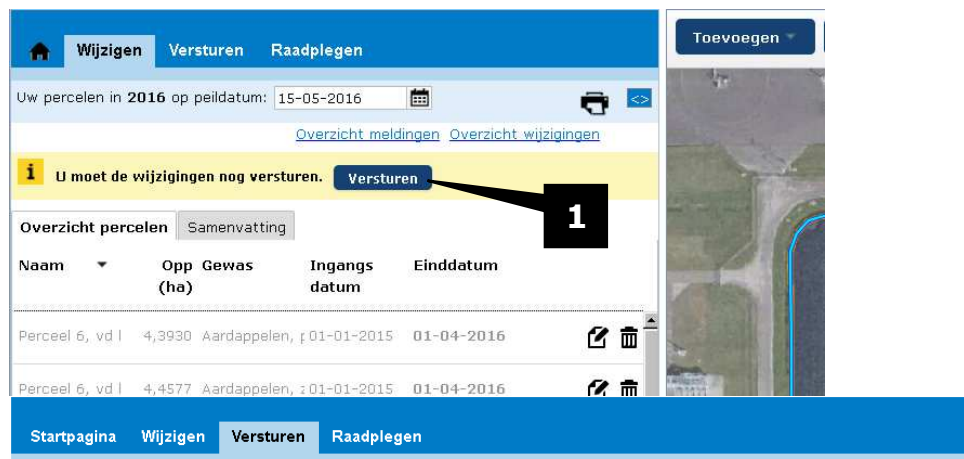 Wijzigen Versturen Raadplegen
Toevoegen
Uw percelen in 2016 op peildatum: 15-05-2016 <>
Overzicht meldingen Overzicht wijzigingen
i U moet de wijzigingen nog versturen. Versturen
1
Overzicht percelen Samenvatting
Naam Opp (ha) Gewas Ingangs datum Einddatum
Perceel 6, vd l 4,3930 Aardappelen, p 01-01-2015 01-04-2016
Perceel 6, vd l 4,4577 Aardappelen, z 01-01-2015 01-04-2016
Startpagina Wijzigen Versturen Raadplegen